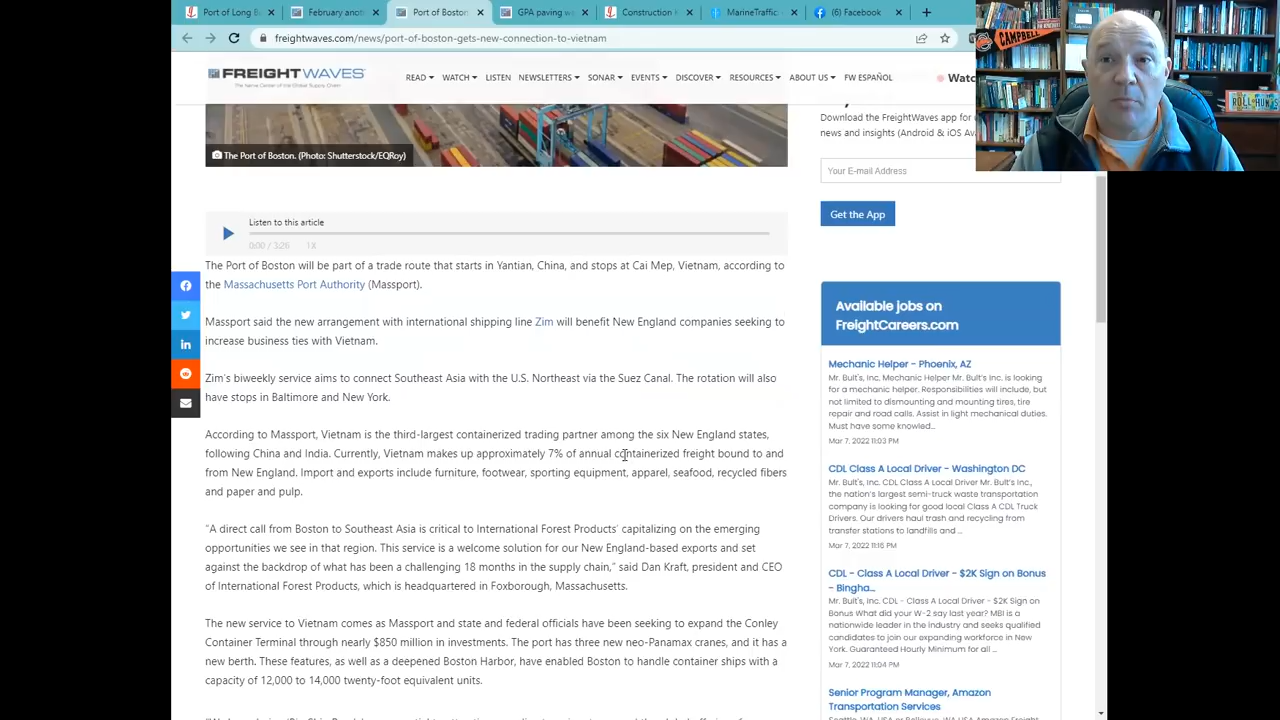 Port of Long B
February anoth
Port of Boston
GPA paving we
Construction k
MarineTraffic
(6) Facebook
freightwaves.com/news/port-of-boston-gets-new-connection-to-vietnam
CAMPBELL
FREIGHTWAVES
READ WATCH LISTEN NEWSLETTERS SONAR EVENTS DISCOVER RESOURCES ABOUT US FW ESPAÑOL
Download the FreightWaves app for
news and insights (Android & iOS
The Port of Boston. (Photo: Shutterstock/EQRoy)
Your E-mail Address
Get the App
Listen to this article
0:00 / 3:26 1X
The Port of Boston will be part of a trade route that starts in Yantian, China, and stops at Cai Mep, Vietnam, according to
the Massachusetts Port Authority (Massport).
Massport said the new arrangement with international shipping line Zim will benefit New England companies seeking to
increase business ties with Vietnam.
Zim's biweekly service aims to connect Southeast Asia with the U.S. Northeast via the Suez Canal. The rotation will also
have stops in Baltimore and New York.
According to Massport, Vietnam is the third-largest containerized trading partner among the six New England states,
following China and India. Currently, Vietnam makes up approximately 7% of annual containerized freight bound to and
from New England. Import and exports include furniture, footwear, sporting equipment, apparel, seafood, recycled fibers
and paper and pulp.
"A direct call from Boston to Southeast Asia is critical to International Forest Products' capitalizing on the emerging
opportunities we see in that region. This service is a welcome solution for our New England-based exports and set
against the backdrop of what has been a challenging 18 months in the supply chain," said Dan Kraft, president and CEO
of International Forest Products, which is headquartered in Foxborough, Massachusetts.
The new service to Vietnam comes as Massport and state and federal officials have been seeking to expand the Conley
Container Terminal through nearly $850 million in investments. The port has three new neo-Panamax cranes, and it has a
new berth. These features, as well as a deepened Boston Harbor, have enabled Boston to handle container ships with a
capacity of 12,000 to 14,000 twenty-foot equivalent units.
Available jobs on
FreightCareers.com
Mechanic Helper - Phoenix, AZ
Mr. Bult's, Inc. Mechanic Helper Mr. Bult's Inc. is looking
for a mechanic helper. Responsibilities will include, but
not limited to dismounting and mounting tires, tire
repair and road calls. Assist in light mechanical duties.
Must have some knowled...
Mar 7, 2022 11:03 PM
CDL Class A Local Driver - Washington DC
Mr. Bult's, Inc. CDL Class A Local Driver Mr. Bult's Inc.,
the nation's largest semi-truck waste transportation
company is looking for good local Class A CDL Truck
Drivers. Our drivers haul trash and recycling from
transfer stations to landfills and ...
Mar 7, 2022 11:16 PM
CDL - Class A Local Driver - $2K Sign on Bonus
- Bingha...
Mr. Bult's, Inc. CDL - Class A Local Driver - $2K Sign on
Bonus What did your W-2 say last year? MBI is a
nationwide leader in the industry and seeks qualified
candidates to join our expanding workforce in New
York. Guaranteed Hourly Minimum for all ...
Mar 7, 2022 11:04 PM
Senior Program Manager, Amazon
Transportation Services